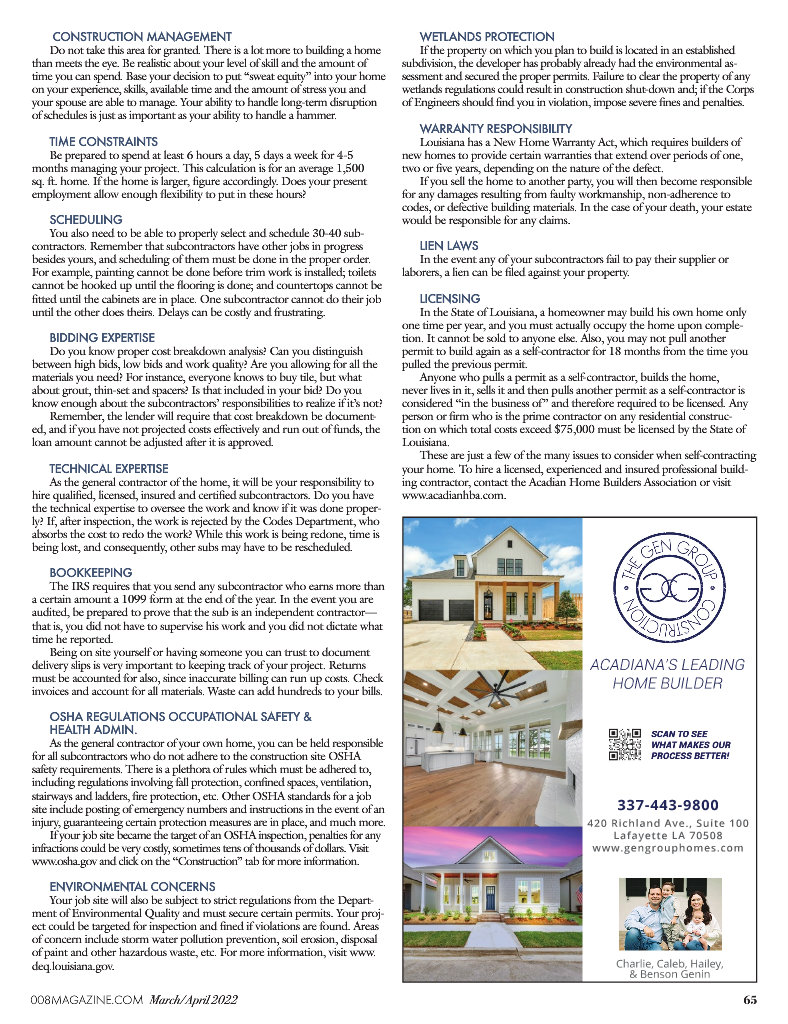 CONSTRUCTION MANAGEMENT
Do not take this area for granted. There is a lot more to building a home
than meets the eye. Be realistic about your level of skill and the amount of
time you can spend. Base your decision to put “sweat equity” into your home
on your experience, skills, available time and the amount of stress you and
your spouse are able to manage. Your ability to handle long-term disruption
of schedules is just as important as your ability to handle a hammer.
TIME CONSTRAINTS
Be prepared to spend at least 6 hours a day, 5 days a week for 4-5
months managing your project. This calculation is for an average 1,500
sq. ft. home. If the home is larger, figure accordingly. Does your present
employment allow enough flexibility to put in these hours?
SCHEDULING
You also need to be able to properly select and schedule 30-40 sub-
contractors. Remember that subcontractors have other jobs in progress
besides yours, and scheduling of them must be done in the proper order.
For example, painting cannot be done before trim work is installed; toilets
cannot be hooked up until the flooring is done; and countertops cannot be
fitted until the cabinets are in place. One subcontractor cannot do their job
until the other does theirs. Delays can be costly and frustrating.
BIDDING EXPERTISE
Do you know proper cost breakdown analysis? Can you distinguish
between high bids, low bids and work quality? Are you allowing for all the
materials you need? For instance, everyone knows to buy tile, but what
about grout, thin-set and spacers? Is that included in your bid? Do you
know enough about the subcontractors’ responsibilities to realize if it’s not?
Remember, the lender will require that cost breakdown be document-
ed, and if you have not projected costs effectively and run out of funds, the
loan amount cannot be adjusted after it is approved.
TECHNICAL EXPERTISE
As the general contractor of the home, it will be your responsibility to
hire qualified, licensed, insured and certified subcontractors. Do you have
the technical expertise to oversee the work and know if it was done proper-
ly? If, after inspection, the work is rejected by the Codes Department, who
absorbs the cost to redo the work? While this work is being redone, time is
being lost, and consequently, other subs may have to be rescheduled.
BOOKKEEPING
The IRS requires that you send any subcontractor who earns more than
a certain amount a 1099 form at the end of the year. In the event you are
audited, be prepared to prove that the sub is an independent contractor—
that is, you did not have to supervise his work and you did not dictate what
time he reported.
Being on site yourself or having someone you can trust to document
delivery slips is very important to keeping track of your project. Returns
must be accounted for also, since inaccurate billing can run up costs. Check
invoices and account for all materials. Waste can add hundreds to your bills.
OSHA REGULATIONS OCCUPATIONAL SAFETY &
HEALTH ADMIN.
As the general contractor of your own home, you can be held responsible
for all subcontractors who do not adhere to the construction site OSHA
safety requirements. There is a plethora of rules which must be adhered to,
including regulations involving fall protection, confined spaces, ventilation,
stairways and ladders, fire protection, etc. Other OSHA standards for a job
site include posting of emergency numbers and instructions in the event of an
injury, guaranteeing certain protection measures are in place, and much more.
If your job site became the target of an OSHA inspection, penalties for any
infractions could be very costly, sometimes tens of thousands of dollars. Visit
www.osha.gov and click on the “Construction” tab for more information.
ENVIRONMENTAL CONCERNS
Your job site will also be subject to strict regulations from the Depart-
ment of Environmental Quality and must secure certain permits. Your proj-
ect could be targeted for inspection and fined if violations are found. Areas
of concern include storm water pollution prevention, soil erosion, disposal
of paint and other hazardous waste, etc. For more information, visit www.
deq.louisiana.gov.
WETLANDS PROTECTION
If the property on which you plan to build is located in an established
subdivision, the developer has probably already had the environmental as-
sessment and secured the proper permits. Failure to clear the property of any
wetlands regulations could result in construction shut-down and; if the Corps
of Engineers should find you in violation, impose severe fines and penalties.
WARRANTY RESPONSIBILITY
Louisiana has a New Home Warranty Act, which requires builders of
new homes to provide certain warranties that extend over periods of one,
two or five years, depending on the nature of the defect.
If you sell the home to another party, you will then become responsible
for any damages resulting from faulty workmanship, non-adherence to
codes, or defective building materials. In the case of your death, your estate
would be responsible for any claims.
LIEN LAWS
In the event any of your subcontractors fail to pay their supplier or
laborers, a lien can be filed against your property.
LICENSING
In the State of Louisiana, a homeowner may build his own home only
one time per year, and you must actually occupy the home upon comple-
tion. It cannot be sold to anyone else. Also, you may not pull another
permit to build again as a self-contractor for 18 months from the time you
pulled the previous permit.
Anyone who pulls a permit as a self-contractor, builds the home,
never lives in it, sells it and then pulls another permit as a self-contractor is
considered “in the business of” and therefore required to be licensed. Any
person or firm who is the prime contractor on any residential construc-
tion on which total costs exceed $75,000 must be licensed by the State of
Louisiana.
These are just a few of the many issues to consider when self-contracting
your home. To hire a licensed, experienced and insured professional build-
ing contractor, contact the Acadian Home Builders Association or visit
www.acadianhba.com.
THE GEN GROUP
CONSTRUCTION
GCG
ACADIANA’S LEADING
HOME BUILDER
SCAN TO SEE
WHAT MAKES OUR
PROCESS BETTER!
337-443-9800
420 Richland Ave., Suite 100
Lafayette LA 70508
www.gengrouphomes.com
Charlie, Caleb, Hailey,
& Benson Genin
008MAGAZINE.COM March/April 2022
65